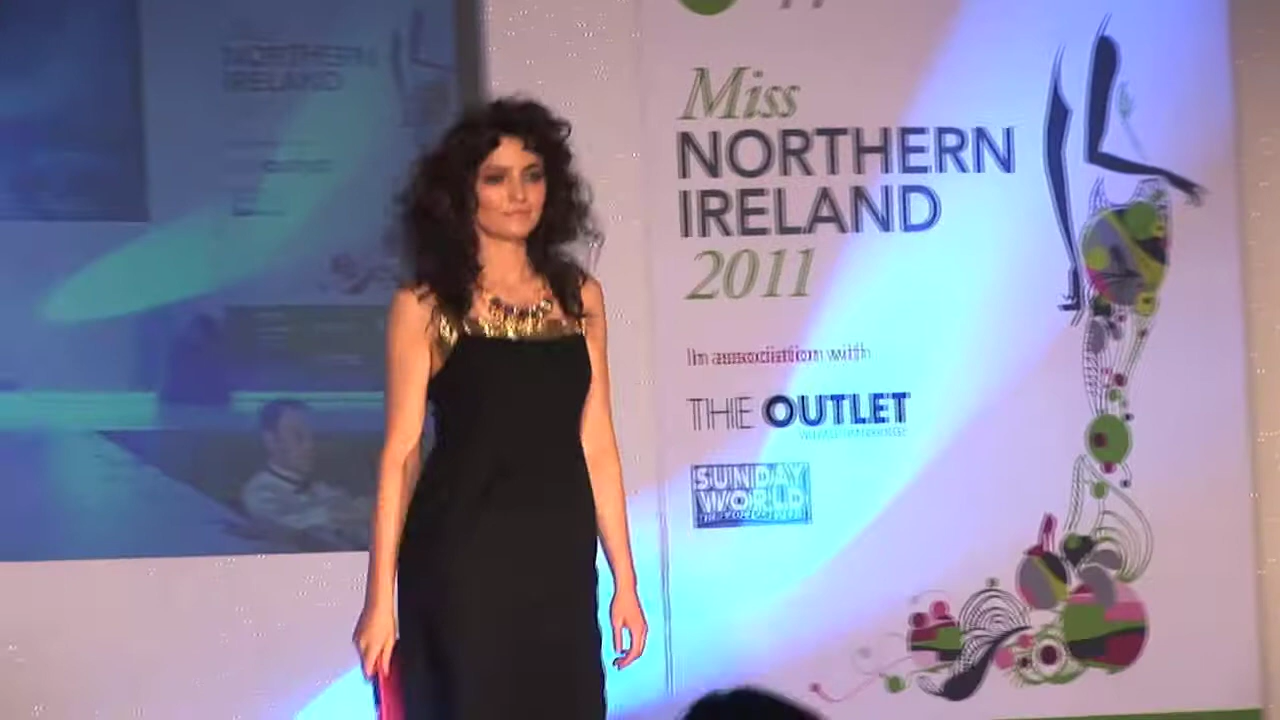 NORTHERN
IRELAND
Miss
NORTHERN
IRELAND
2011
In association with
THE OUTLET
SUNDAY
WORLD